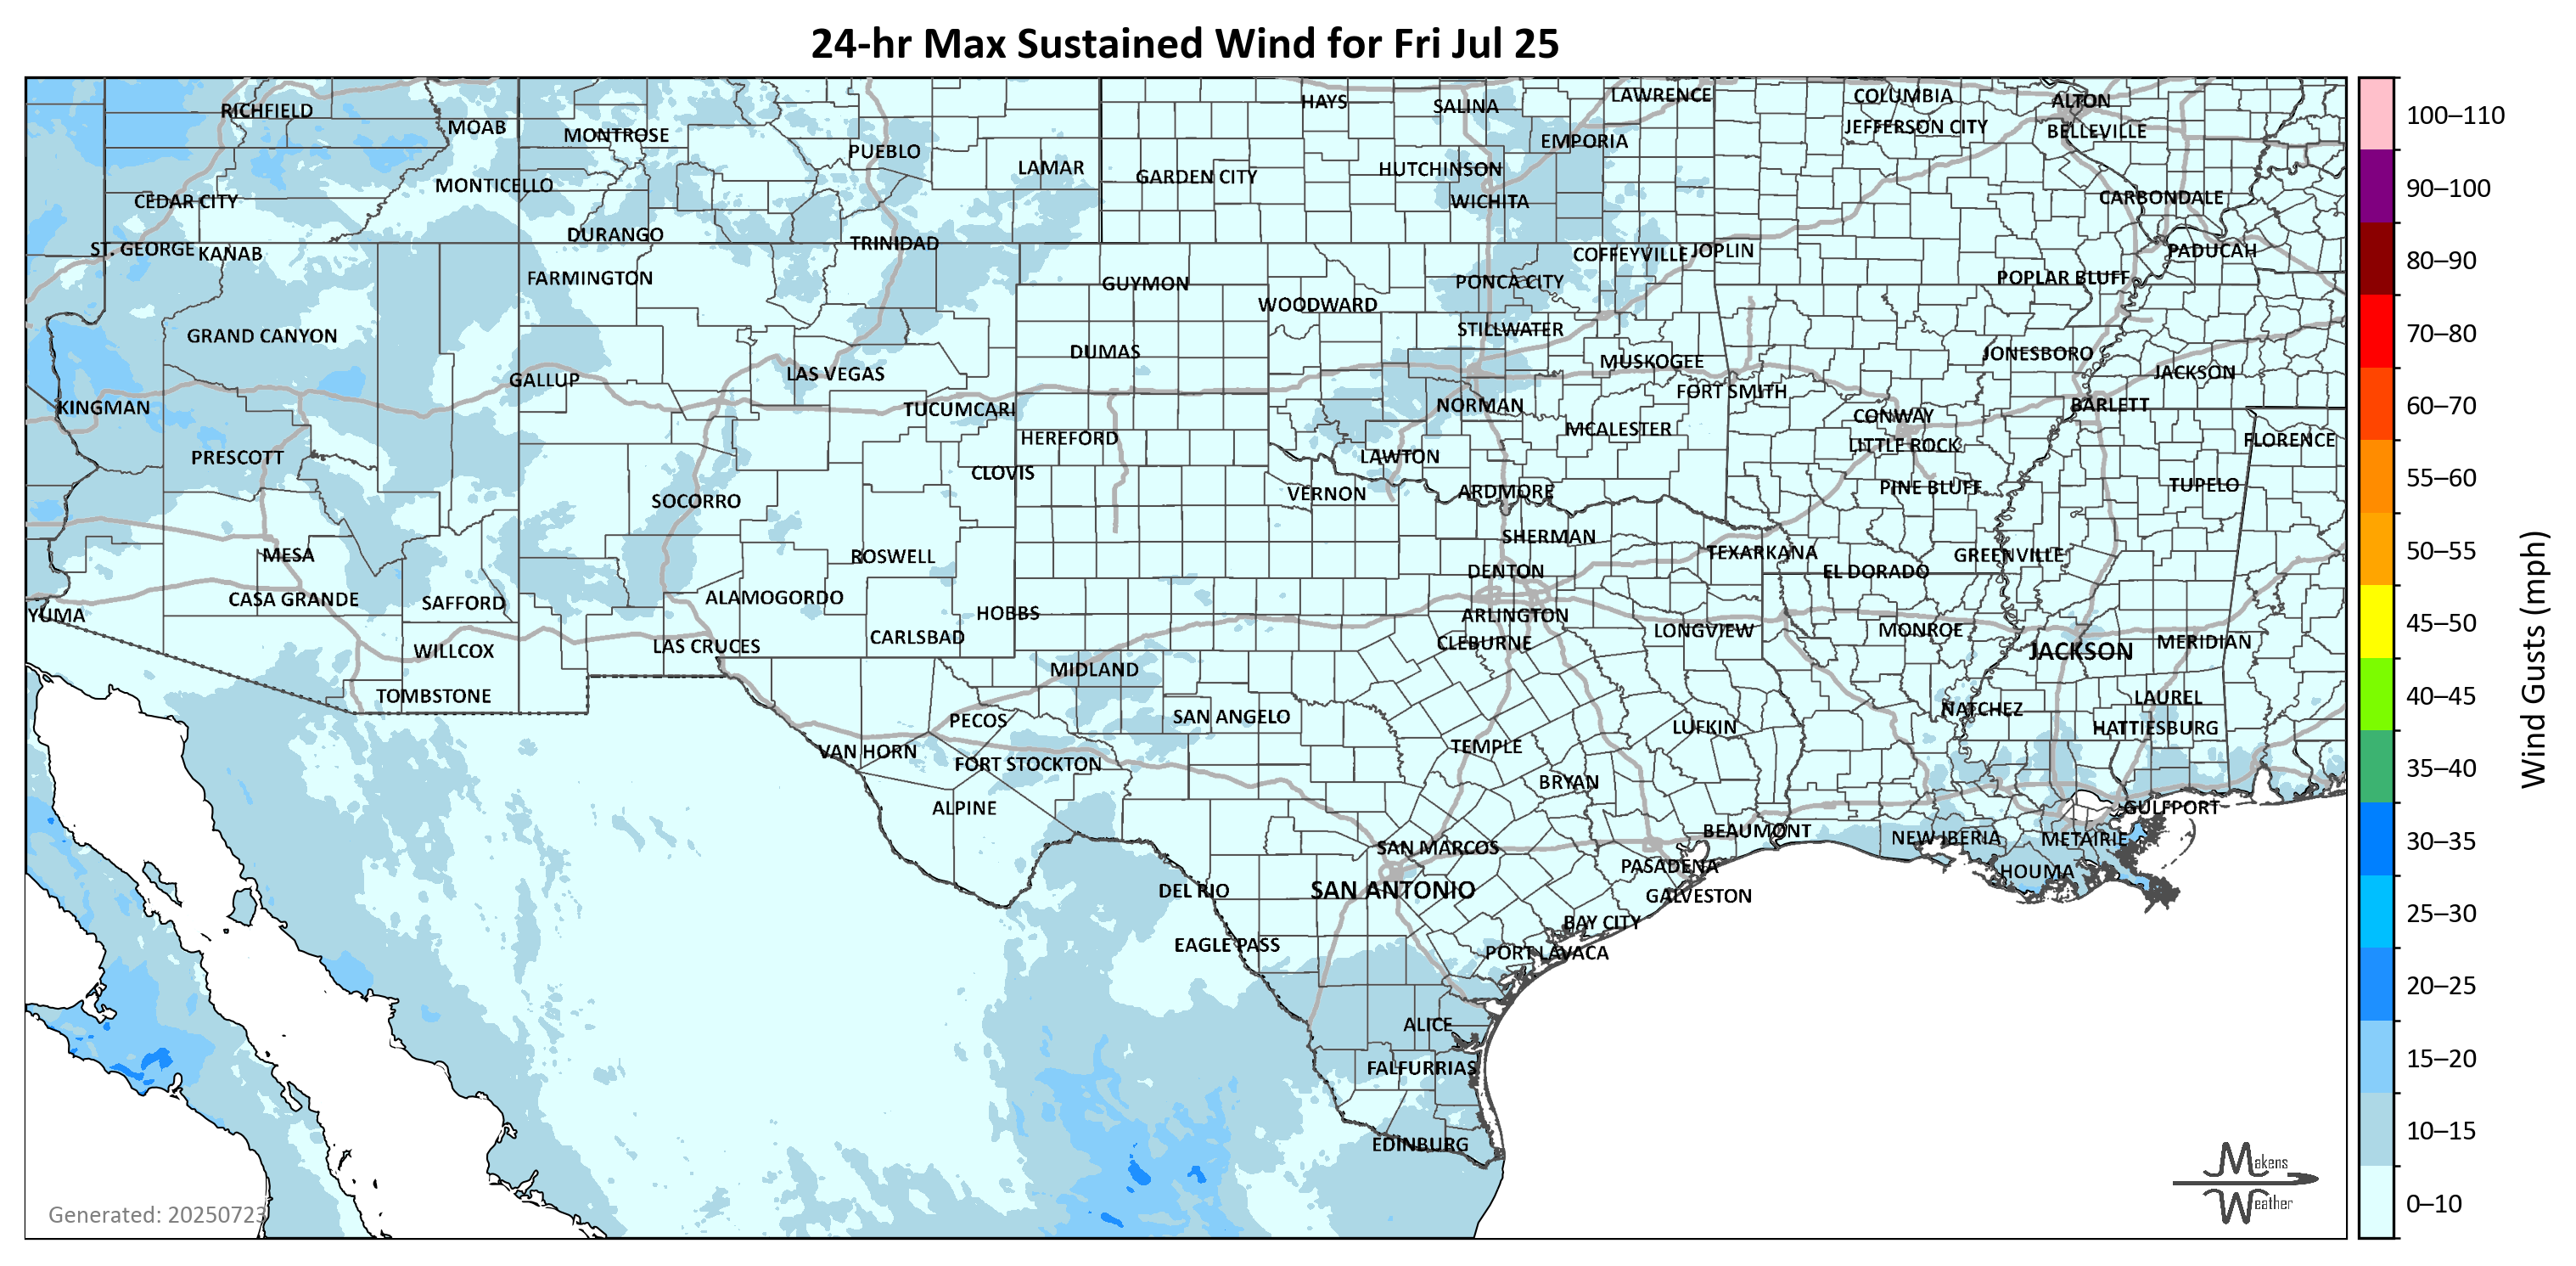 24-hr Max Sustained Wind for Fri Jul 25
RICHFIELD
MOAB
MONTROSE
PUEBLO
LAMAR
HAYS
SALINA
LAWRENCE
COLUMBIA
ALTON
GARDEN CITY
HUTCHINSON
EMPORIA
JEFFERSON CITY
BELLEVILLE
CEDAR CITY
MONTICELLO
WICHITA
CARBONDALE
ST. GEORGE
KANAB
DURANGO
TRINIDAD
COFFEYVILLE
JOPLIN
PADUCAH
FARMINGTON
GUYMON
WOODWARD
PONCA CITY
POPLAR BLUFF
GRAND CANYON
STILLWATER
DUMAS
MUSKOGEE
JONESBORO
JACKSON
GALLUP
LAS VEGAS
FORT SMITH
KINGMAN
TUCUMCARI
NORMAN
CONWAY
BARLETT
HEREFORD
MCALESTER
LITTLE ROCK
FLORENCE
PRESCOTT
CLOVIS
LAWTON
SOCORRO
VERNON
ARDMORE
PINE BLUFF
TUPELO
MESA
ROSWELL
SHERMAN
TEXARKANA
GREENVILLE
DENTON
EL DORADO
YUMA
CASA GRANDE
SAFFORD
ALAMOGORDO
HOBBS
ARLINGTON
WILLCOX
LAS CRUCES
CARLSBAD
CLEBURNE
LONGVIEW
MONROE
JACKSON
MERIDIAN
TOMBSTONE
MIDLAND
LAUREL
PECOS
SAN ANGELO
NATCHEZ
HATTIESBURG
VAN HORN
FORT STOCKTON
TEMPLE
LUFKIN
ALPINE
BRYAN
GULFPORT
SAN MARCOS
BEAUMONT
NEW IBERIA
METAIRIE
DEL RIO
SAN ANTONIO
PASADENA
HOUMA
GALVESTON
EAGLE PASS
BAY CITY
PORT LAVACA
ALICE
FALFURRIAS
EDINBURG
Generated: 20250723
Makens
Weather
100–110
90–100
80–90
70–80
60–70
55–60
50–55
45–50
40–45
35–40
30–35
25–30
20–25
15–20
10–15
0–10
Wind Gusts (mph)